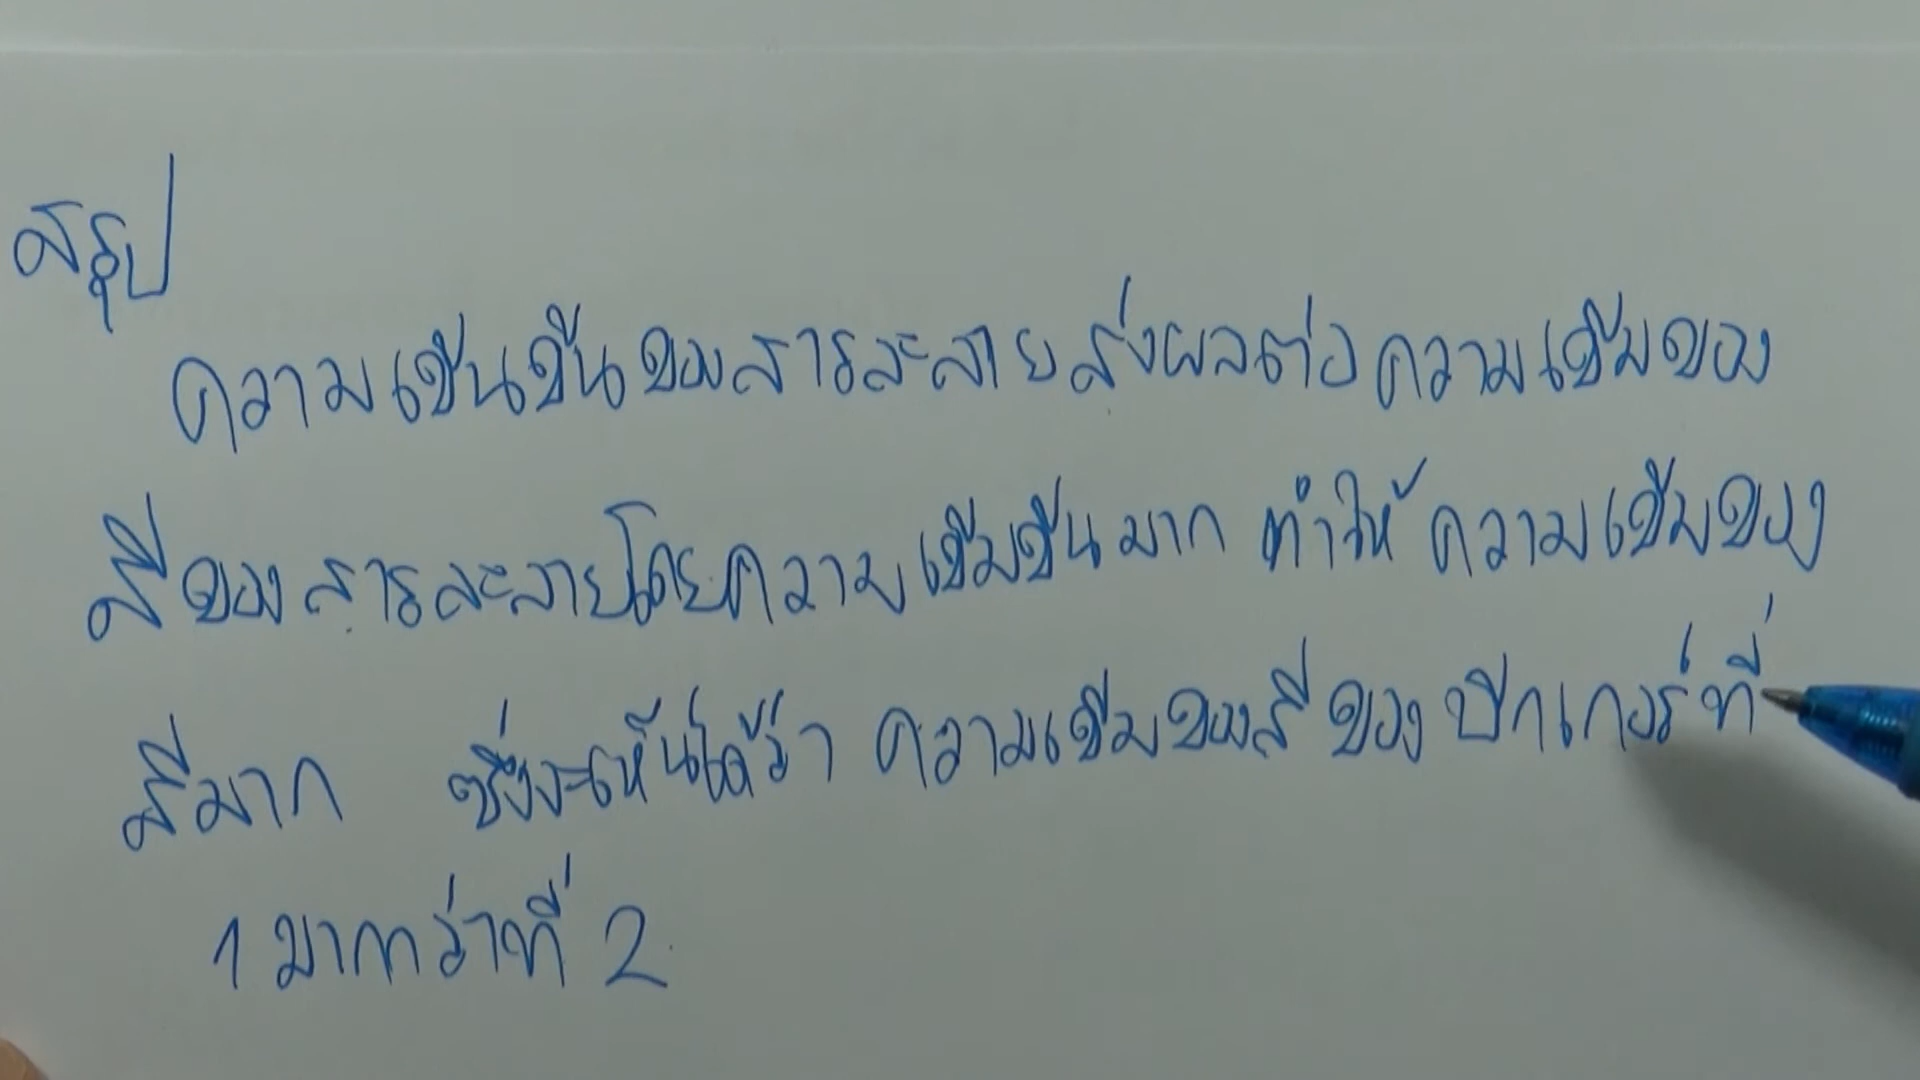 สรุป
ความเข้นข้นของสารละลายส่งผลต่อความเข้มของ
สีของสารละลายโดยความเข้มข้นมาก ทำให้ความเข้มของ
สีมาก ซึ่งจะเห็นได้ว่า ความเข้มของสีของ บีกเกอร์ที่
1 มากกว่าที่ 2